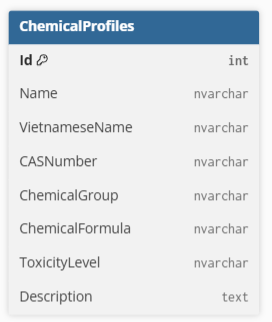 ChemicalProfiles
Id int
Name nvarchar
VietnameseName nvarchar
CASNumber nvarchar
ChemicalGroup nvarchar
ChemicalFormula nvarchar
ToxicityLevel nvarchar
Description text